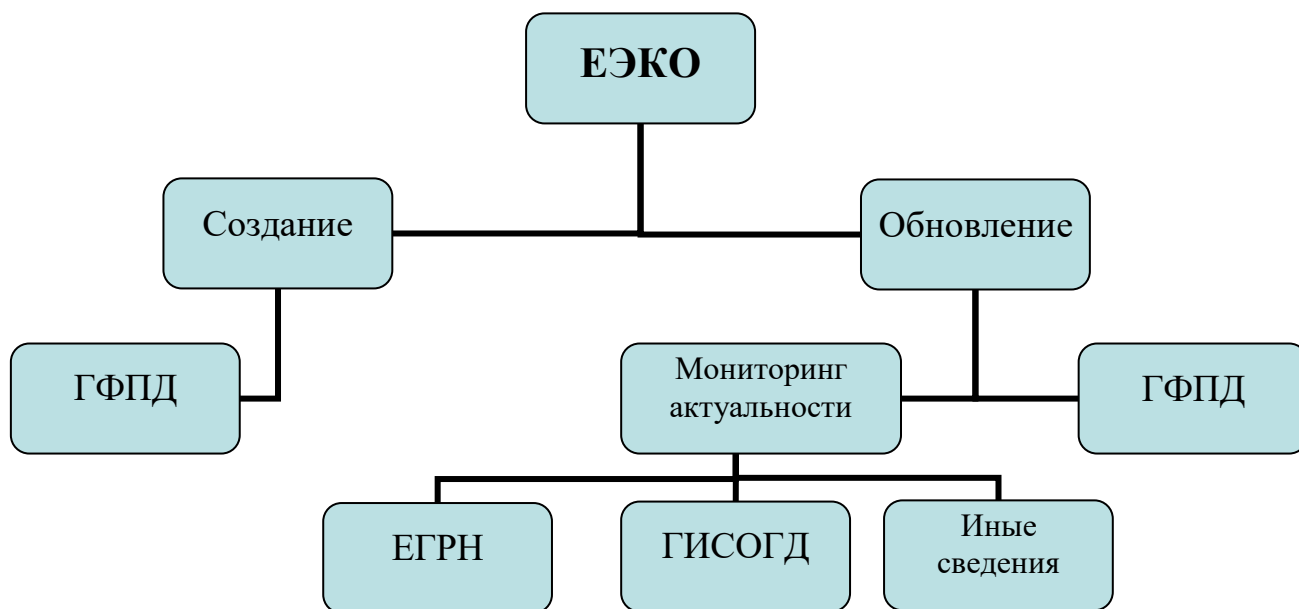 ЕЭКО
Создание
Обновление
ГФПД
Мониторинг
актуальности
ГФПД
ЕГРН
ГИСОГД
Иные
сведения